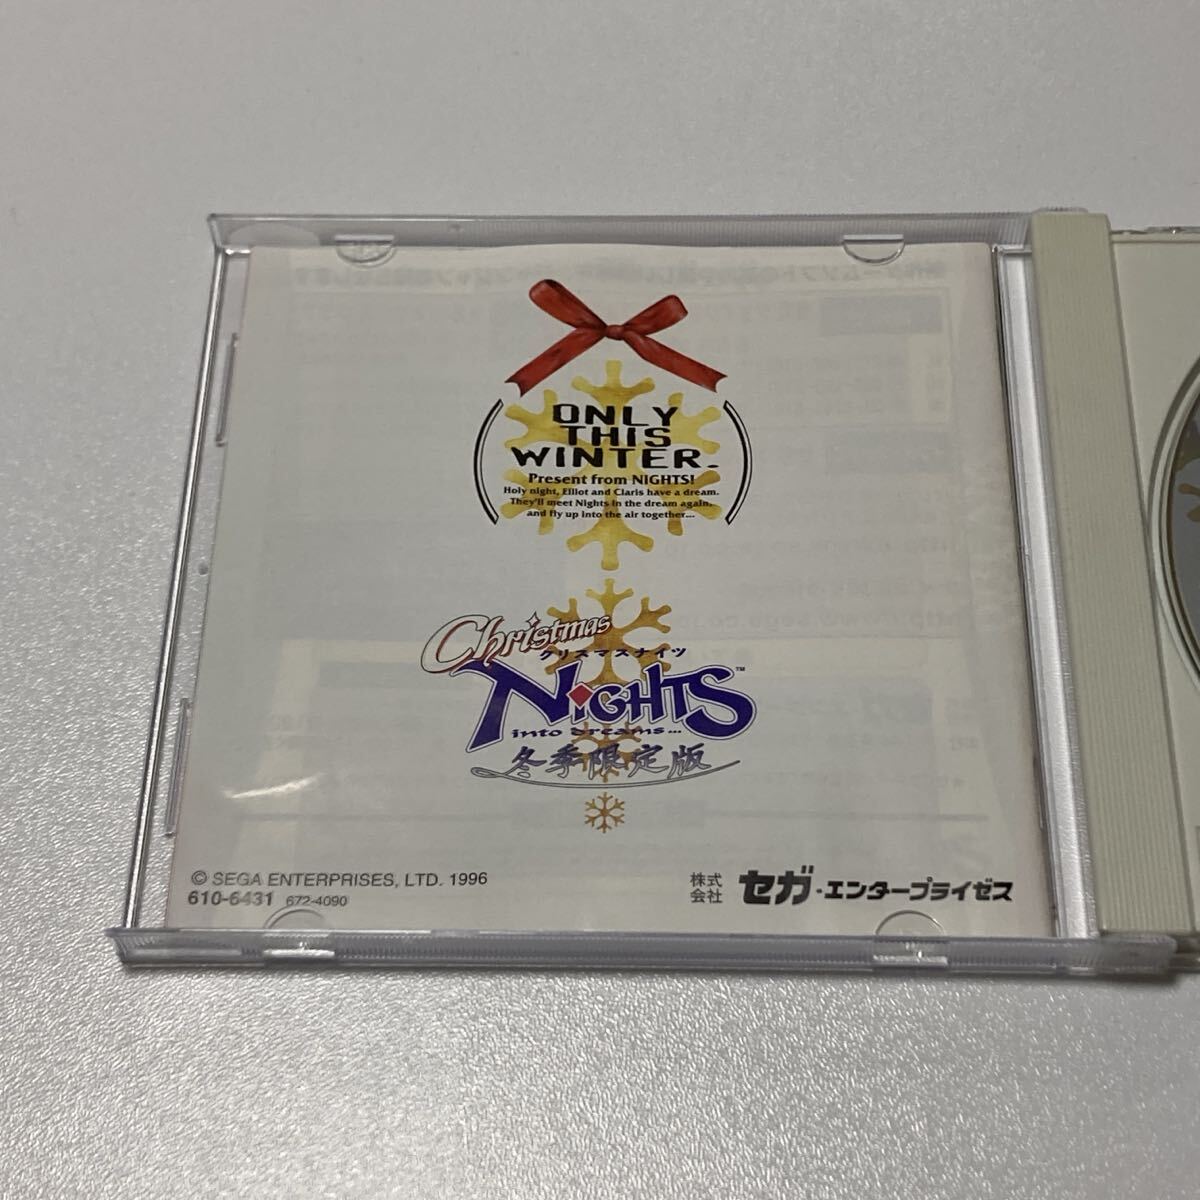 ONLY
THIS
WINTER.
Present from NIGHTS!
Holy night, Elliot and Claris have a dream.
They'll meet Nights in the dream again,
and fly up into the air together...
Christmas
クリスマスナイツ
NiGHTS™
into dreams...
冬季限定版
© SEGA ENTERPRISES, LTD. 1996
610-6431 672-4090
株式会社 セガ・エンタープライゼス